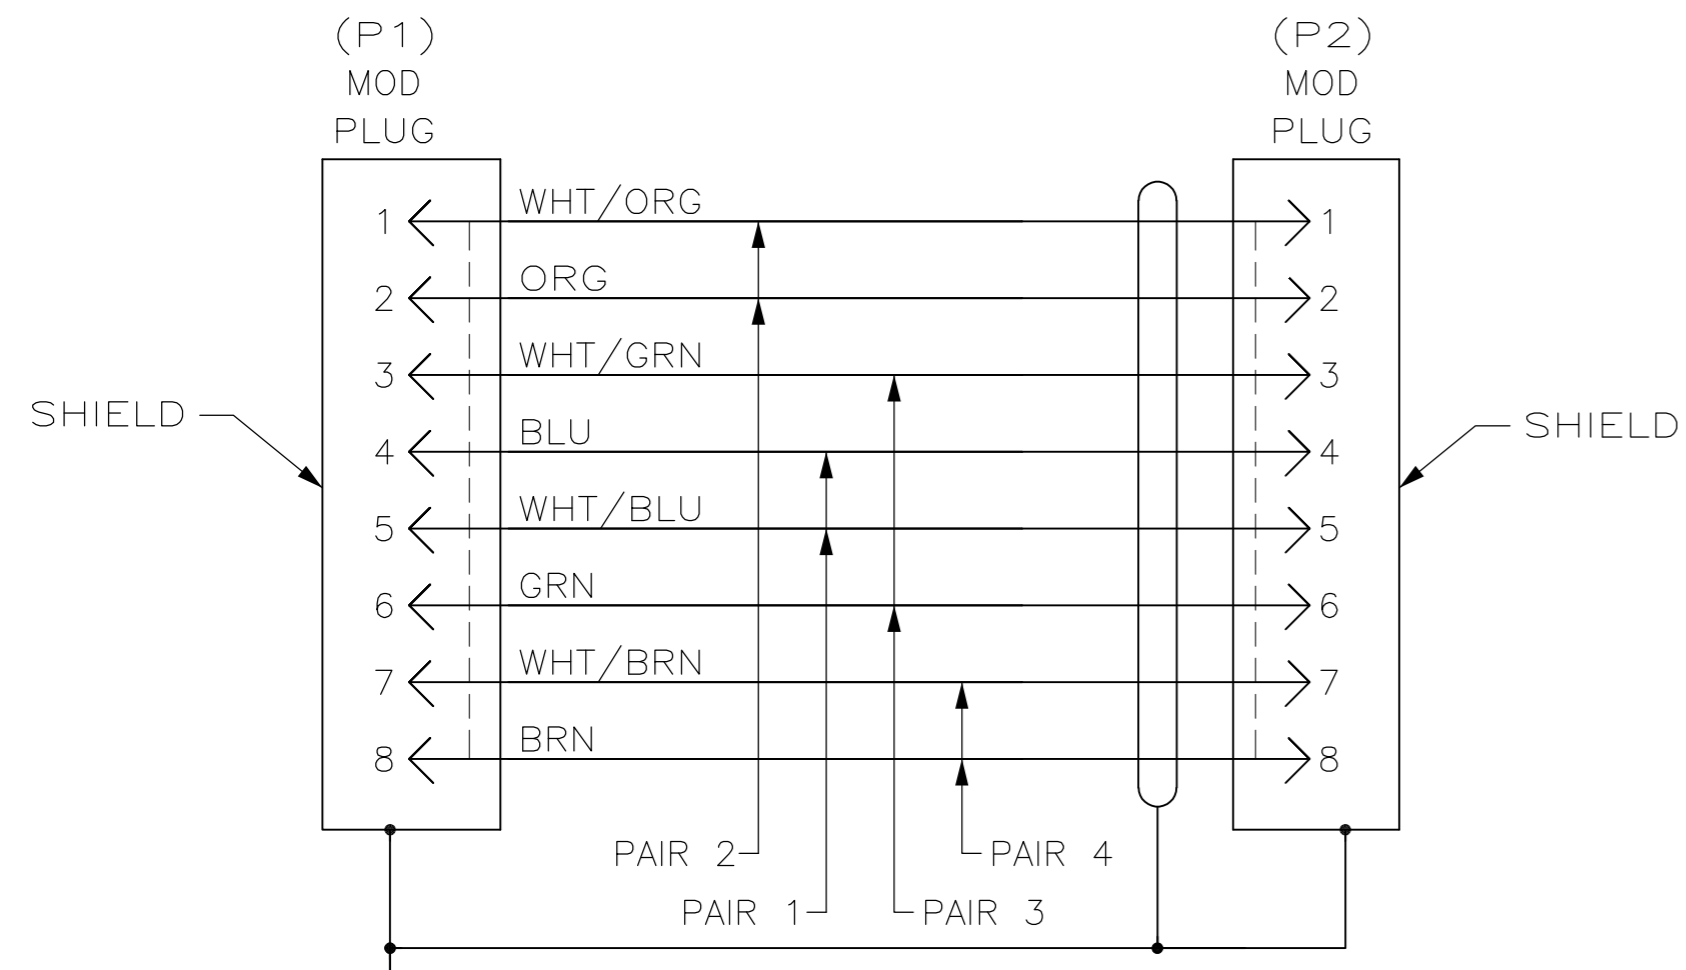 (P1)
MOD
PLUG
(P2)
MOD
PLUG
1 WHT/ORG 1
2 ORG 2
3 WHT/GRN 3
SHIELD
4 BLU 4
SHIELD
5 WHT/BLU 5
6 GRN 6
7 WHT/BRN 7
8 BRN 8
PAIR 2
PAIR 4
PAIR 1
PAIR 3